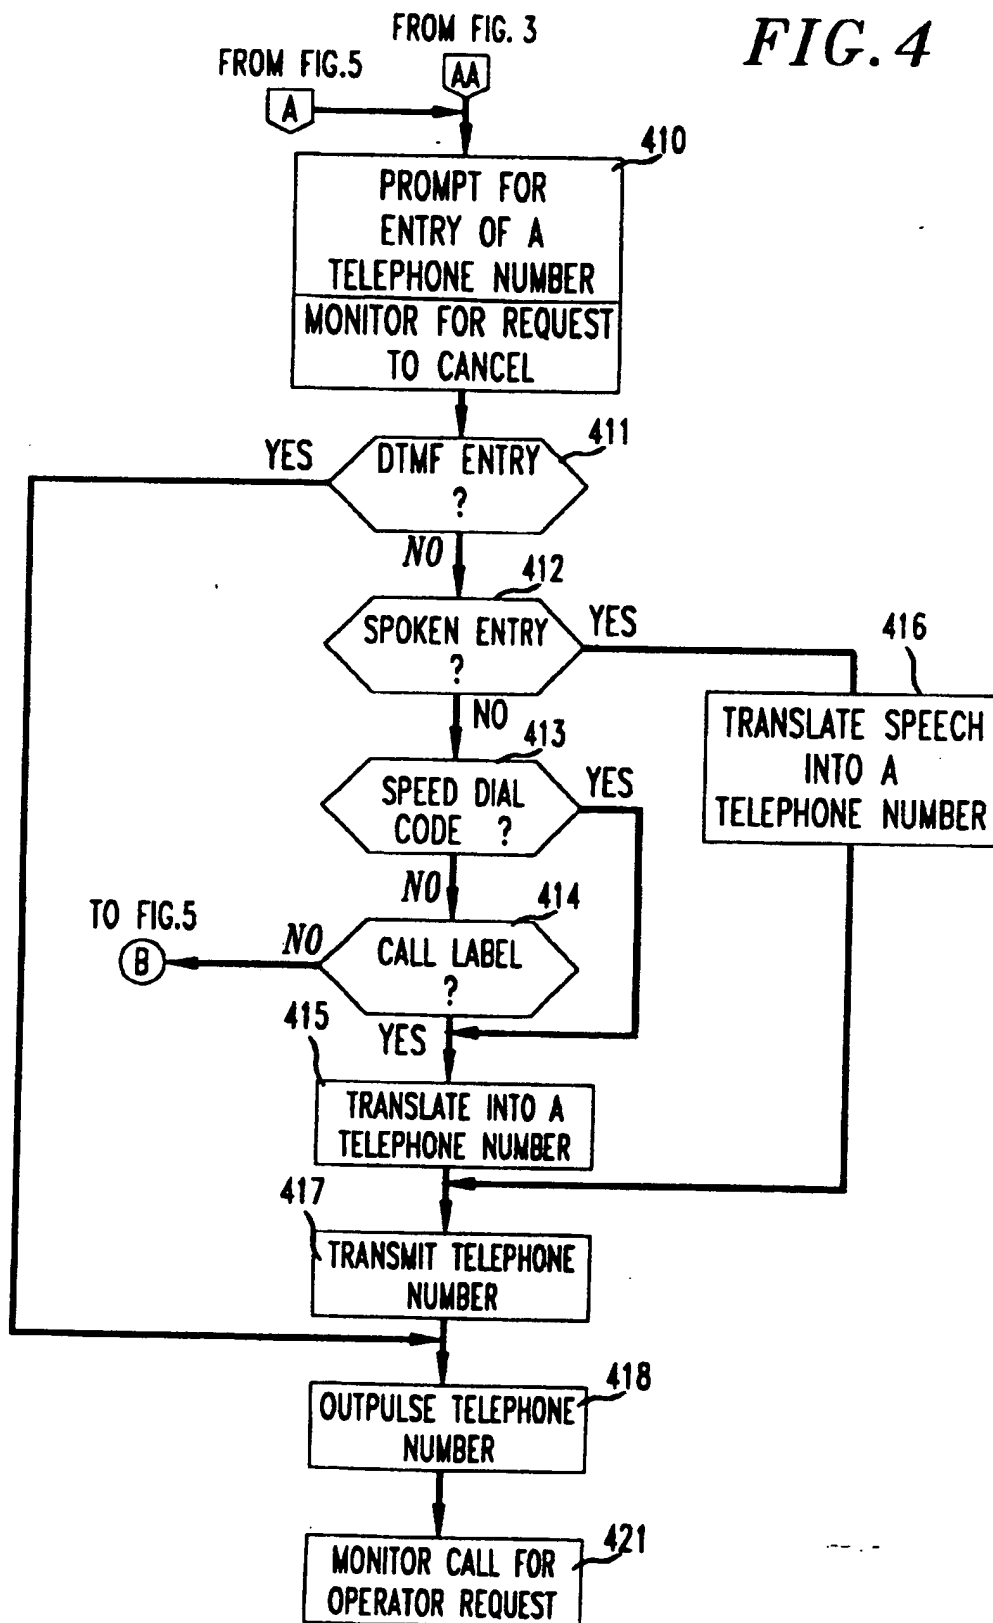 FROM FIG. 3
FIG. 4
FROM FIG.5
AA
A
410
PROMPT FOR
ENTRY OF A
TELEPHONE NUMBER
MONITOR FOR REQUEST
TO CANCEL
411
YES
DTMF ENTRY
?
NO
412
SPOKEN ENTRY
?
YES
416
NO
TRANSLATE SPEECH
INTO A
TELEPHONE NUMBER
413
SPEED DIAL
CODE ?
YES
NO
414
TO FIG.5
B
NO
CALL LABEL
?
415
YES
TRANSLATE INTO A
TELEPHONE NUMBER
417
TRANSMIT TELEPHONE
NUMBER
418
OUTPULSE TELEPHONE
NUMBER
421
MONITOR CALL FOR
OPERATOR REQUEST